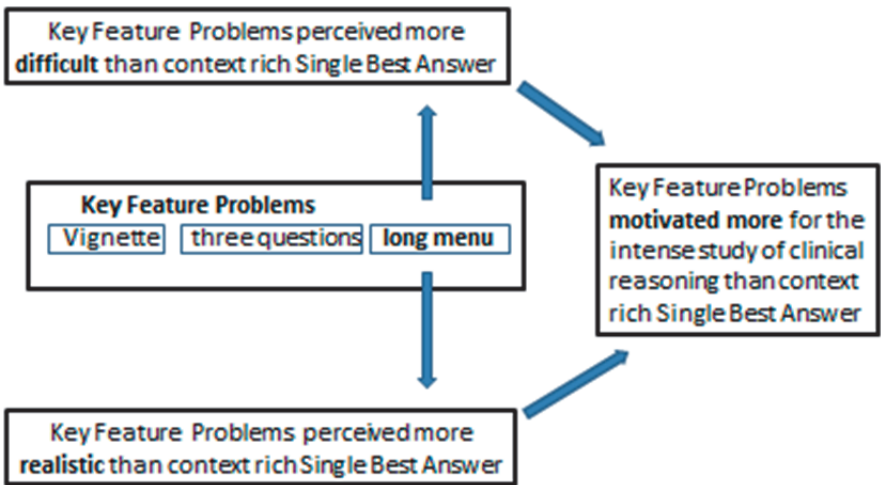 Key Feature Problems perceived more
difficult than context rich Single Best Answer
Key Feature Problems
Vignette three questions long menu
Key Feature Problems
motivated more for the
intense study of clinical
reasoning than context
rich Single Best Answer
Key Feature Problems perceived more
realistic than context rich Single Best Answer